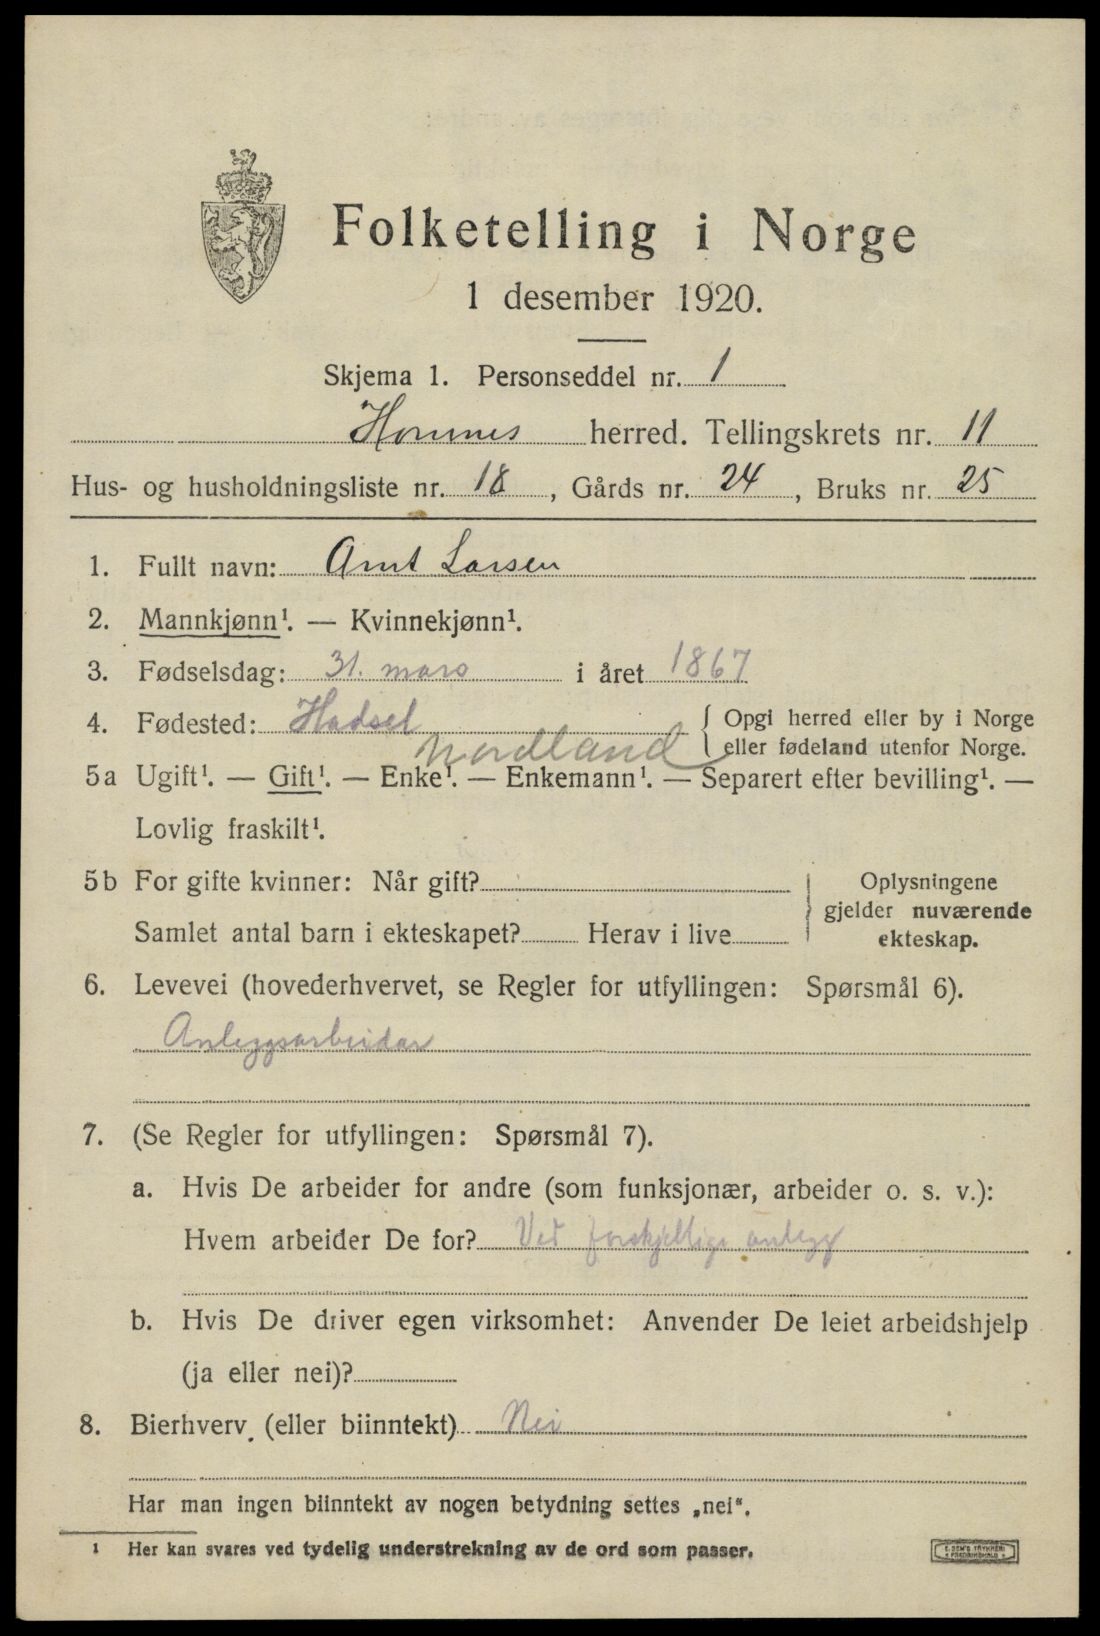 Folketelling i Norge
1 desember 1920.
Skjema 1. Personseddel nr. 1
Hommes herred. Tellingskrets nr. 11
Hus- og husholdningsliste nr. 18, Gårds nr. 24, Bruks nr. 25
1. Fullt navn: Arnt Larsen
2. Mannkjønn¹. — Kvinnekjønn¹.
3. Fødselsdag: 31. mars i året 1867
4. Fødested: Hadsel { Opgi herred eller by i Norge
Nordland eller fødeland utenfor Norge.
5a Ugift¹. — Gift¹. — Enke¹. — Enkemann¹. — Separert efter bevilling¹. —
Lovlig fraskilt¹.
5b For gifte kvinner: Når gift? } Oplysningene
gjelder nuværende
Samlet antal barn i ekteskapet? Herav i live
ekteskap.
6. Levevei (hovederhvervet, se Regler for utfyllingen: Spørsmål 6).
Anleggsarbeidar
7. (Se Regler for utfyllingen: Spørsmål 7).
a. Hvis De arbeider for andre (som funksjonær, arbeider o. s. v.):
Hvem arbeider De for? Ved forskjellige anlegg
b. Hvis De driver egen virksomhet: Anvender De leiet arbeidshjelp
(ja eller nei)?
8. Bierhverv (eller biinntekt) Nei
Har man ingen biinntekt av nogen betydning settes „nei“.
¹ Her kan svares ved tydelig understrekning av de ord som passer.
E. SEM'S TRYKKERI
FREDRIKSHALD